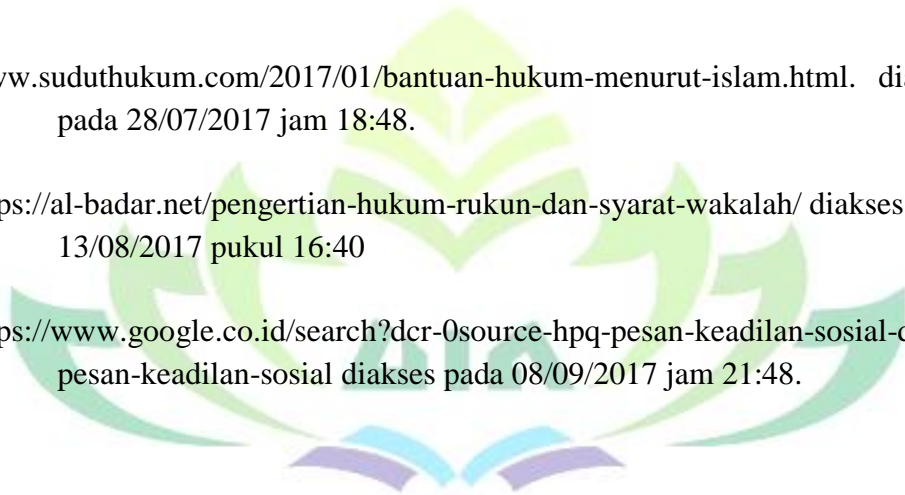 yw.suduthukum.com/2017/01/bantuan-hukum-menurut-islam.html. dia
pada 28/07/2017 jam 18:48.
ps://al-badar.net/pengertian-hukum-rukun-dan-syarat-wakalah/ diakses
13/08/2017 pukul 16:40
ps://www.google.co.id/search?dcr-0source-hpq-pesan-keadilan-sosial-d
pesan-keadilan-sosial diakses pada 08/09/2017 jam 21:48.